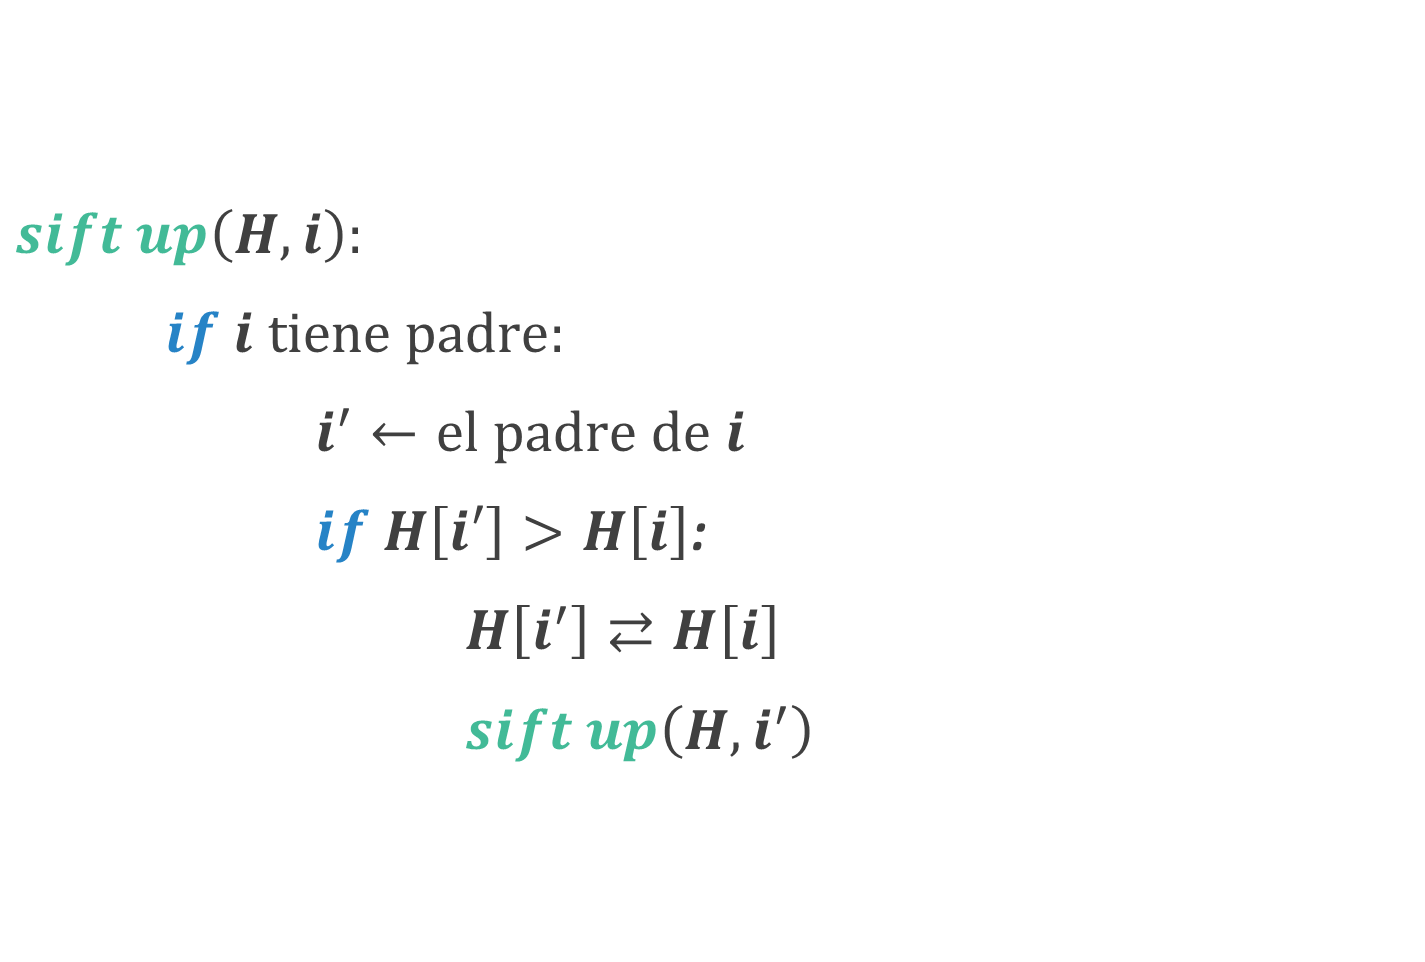 sift up(H, i):
if i tiene padre:
i′ ← el padre de i
if H[i′] > H[i]:
H[i′] ⇄ H[i]
sift up(H, i′)